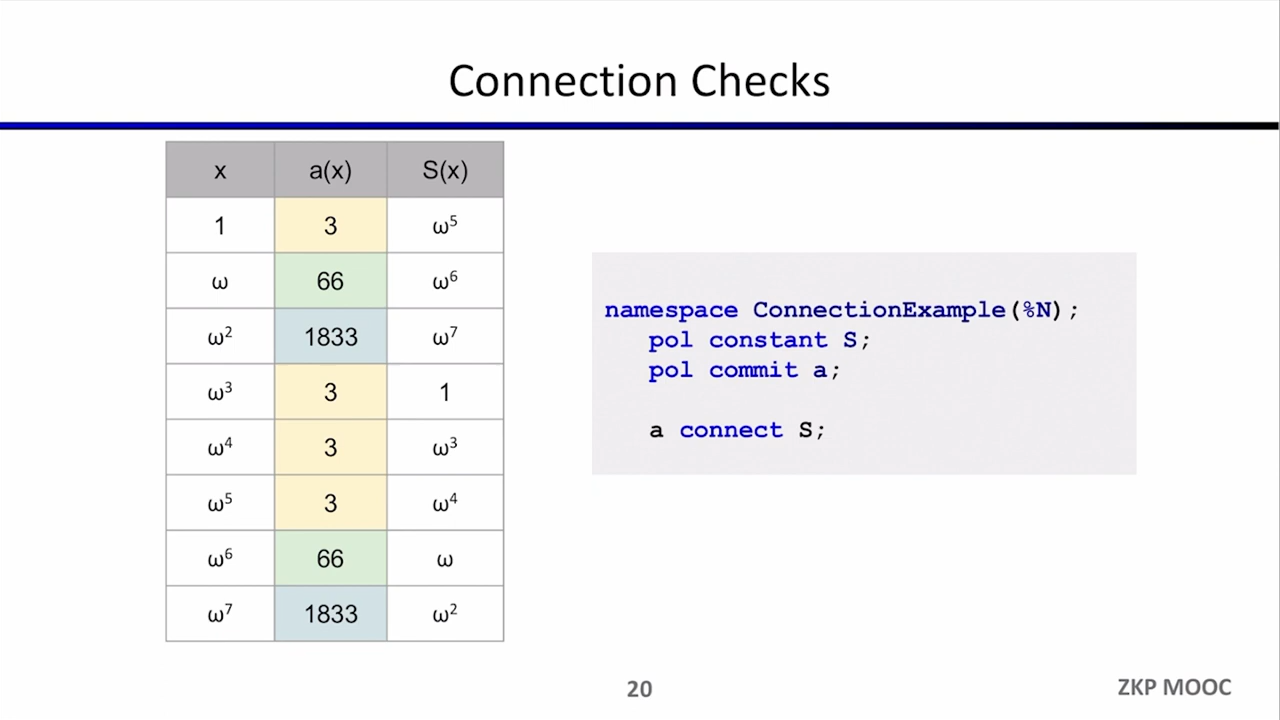 Connection Checks
x a(x) S(x)
1 3 ω⁵
ω 66 ω⁶
ω² 1833 ω⁷
ω³ 3 1
ω⁴ 3 ω³
ω⁵ 3 ω⁴
ω⁶ 66 ω
ω⁷ 1833 ω²
namespace ConnectionExample(%N);
pol constant S;
pol commit a;
a connect S;
20
ZKP MOOC